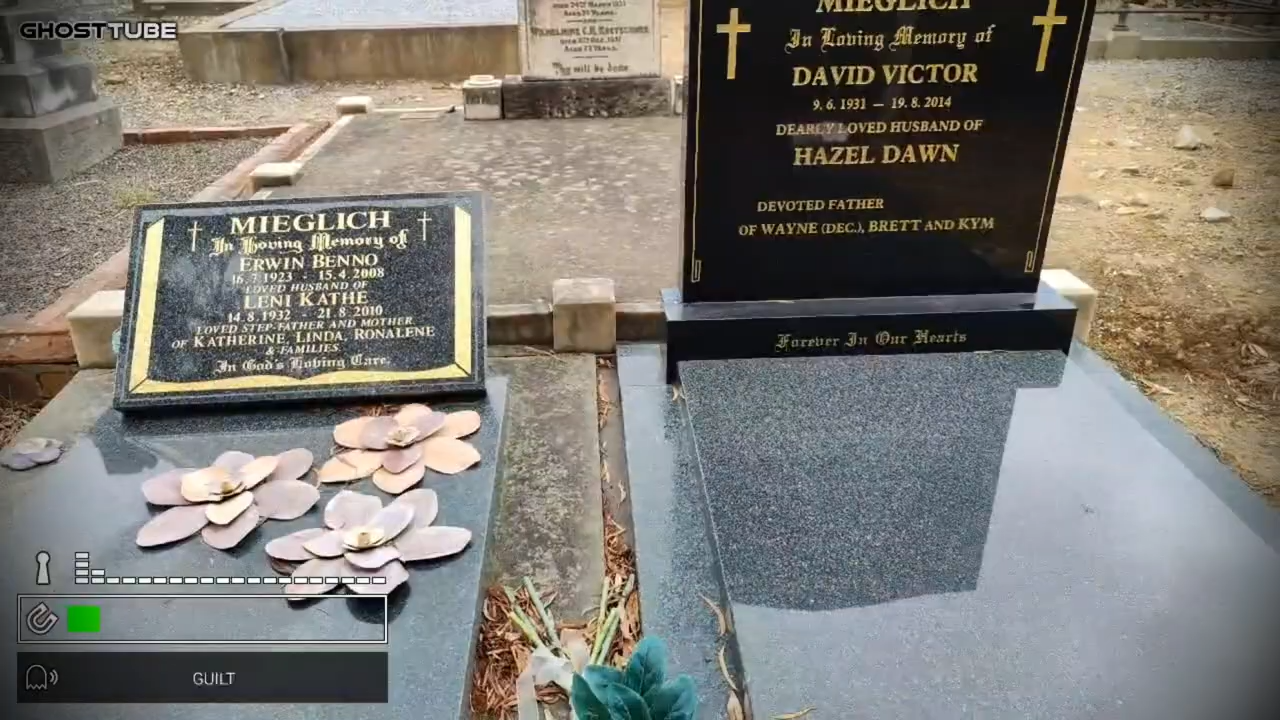 GHOSTTUBE
Aged 72 Years.
Thy will be done
MIEGLICH
In Loving Memory of
DAVID VICTOR
9. 6. 1931 — 19. 8. 2014
DEARLY LOVED HUSBAND OF
HAZEL DAWN
DEVOTED FATHER
OF WAYNE (DEC.), BRETT AND KYM
Forever In Our Hearts
MIEGLICH
In Loving Memory of
ERWIN BENNO
16.7.1923 - 15.4.2008
LOVED HUSBAND OF
LENI KATHE
14.8.1932 - 21.8.2010
LOVED STEP-FATHER AND MOTHER
OF KATHERINE, LINDA, RONALENE
& FAMILIES.
In God's Loving Care.
GUILT